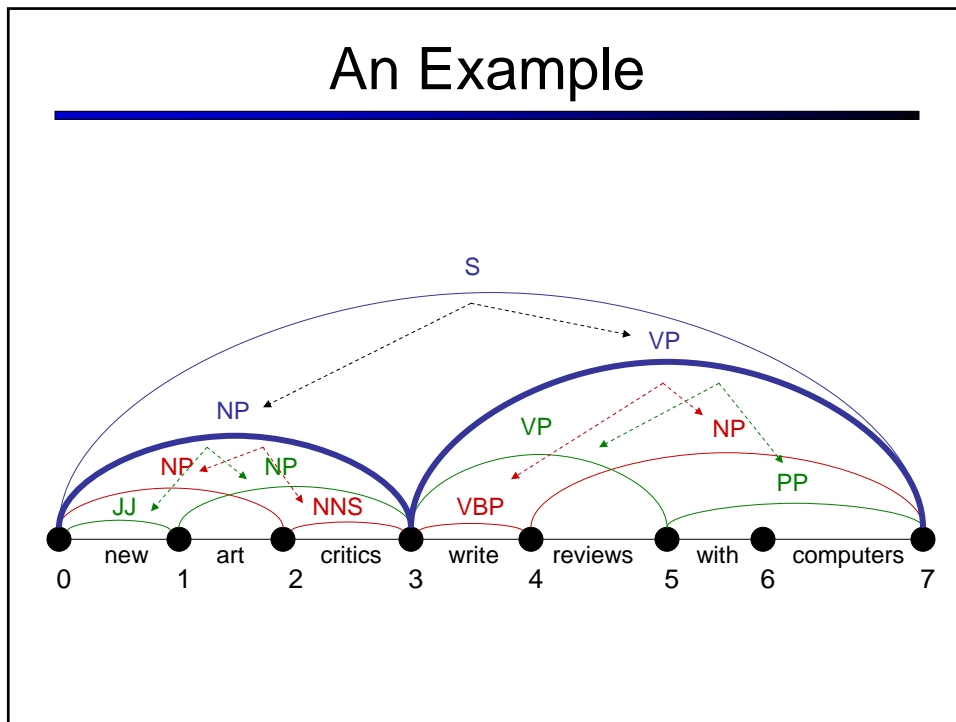 An Example
S
VP
NP
VP
NP
NP
NP
PP
JJ
NNS
VBP
new art critics write reviews with computers
0 1 2 3 4 5 6 7